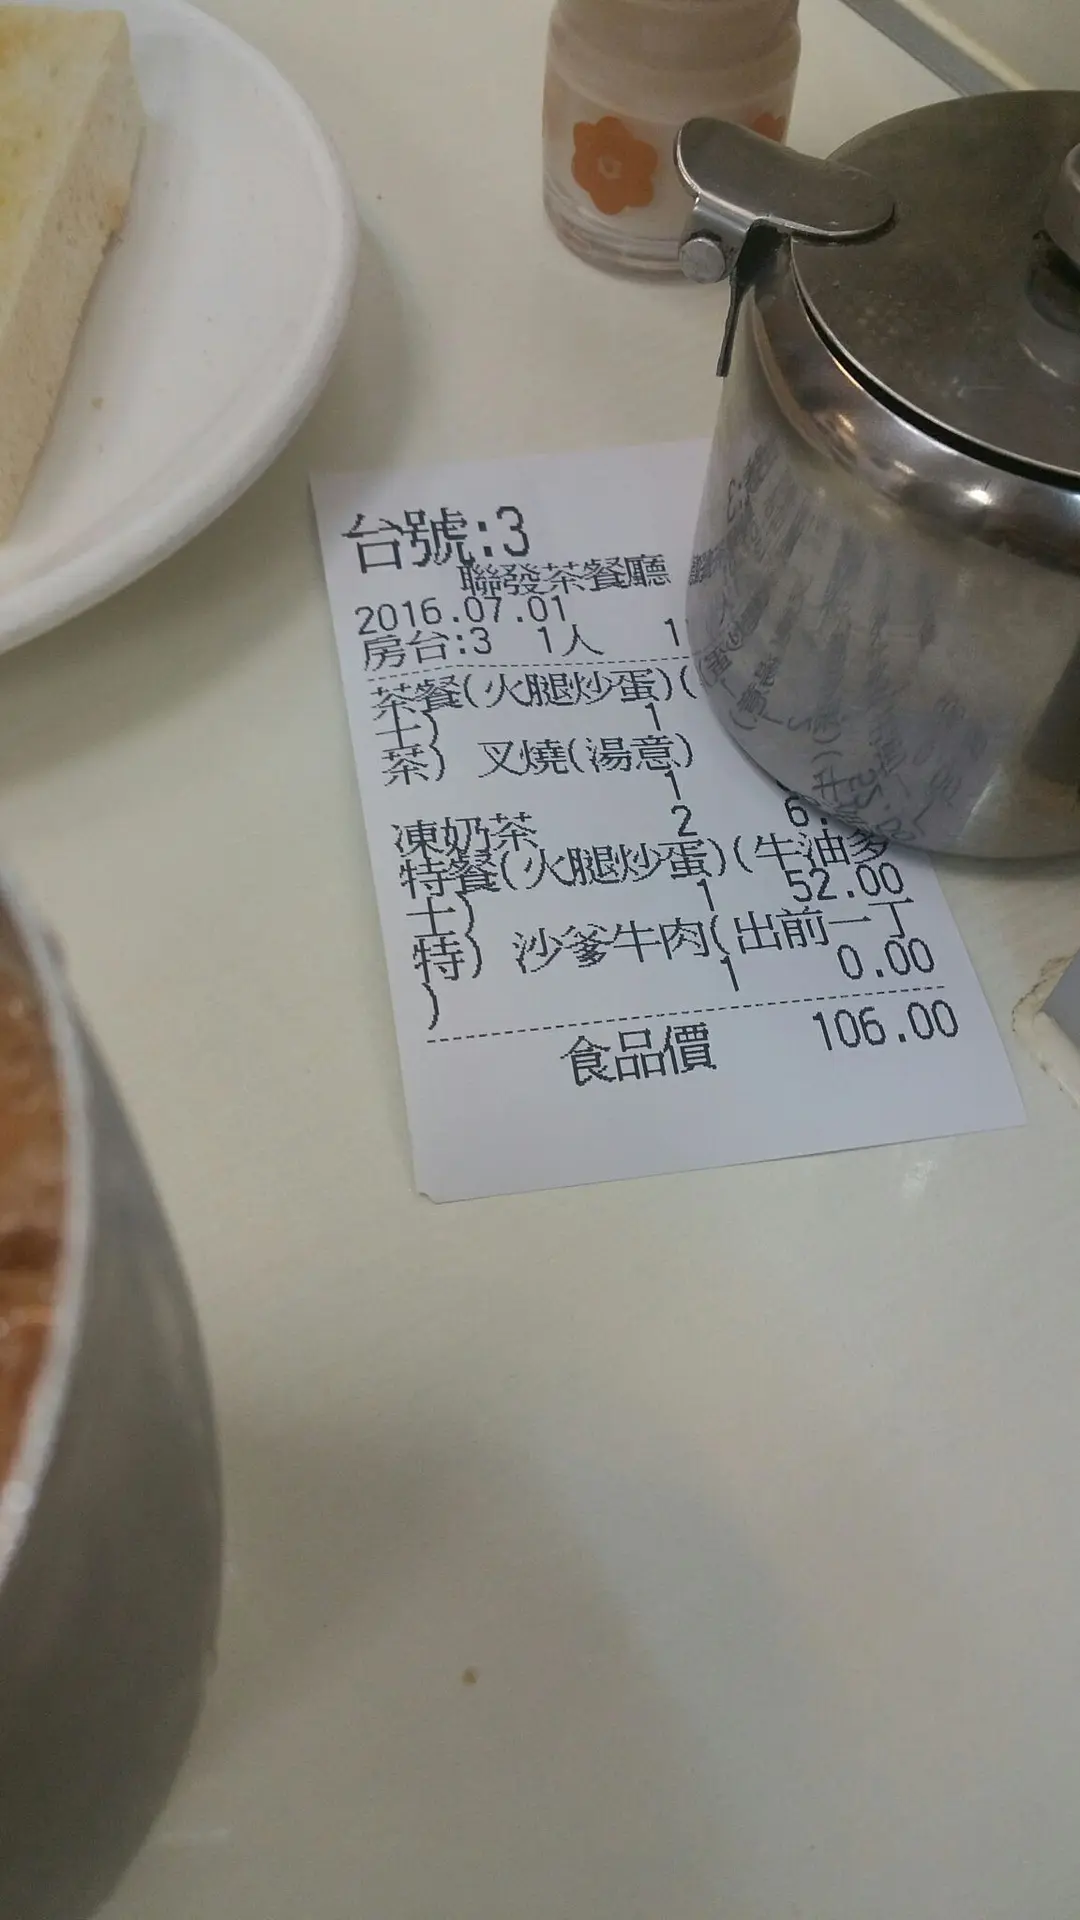 台號:3
聯發茶餐廳
2016.07.01
房台:3 1人 1
茶餐(火腿炒蛋)(
士) 1
茶) 叉燒(湯意)
1
凍奶茶 2 6.
特餐(火腿炒蛋)(牛油多
士) 1 52.00
特) 沙爹牛肉(出前一丁
) 1 0.00
食品價 106.00